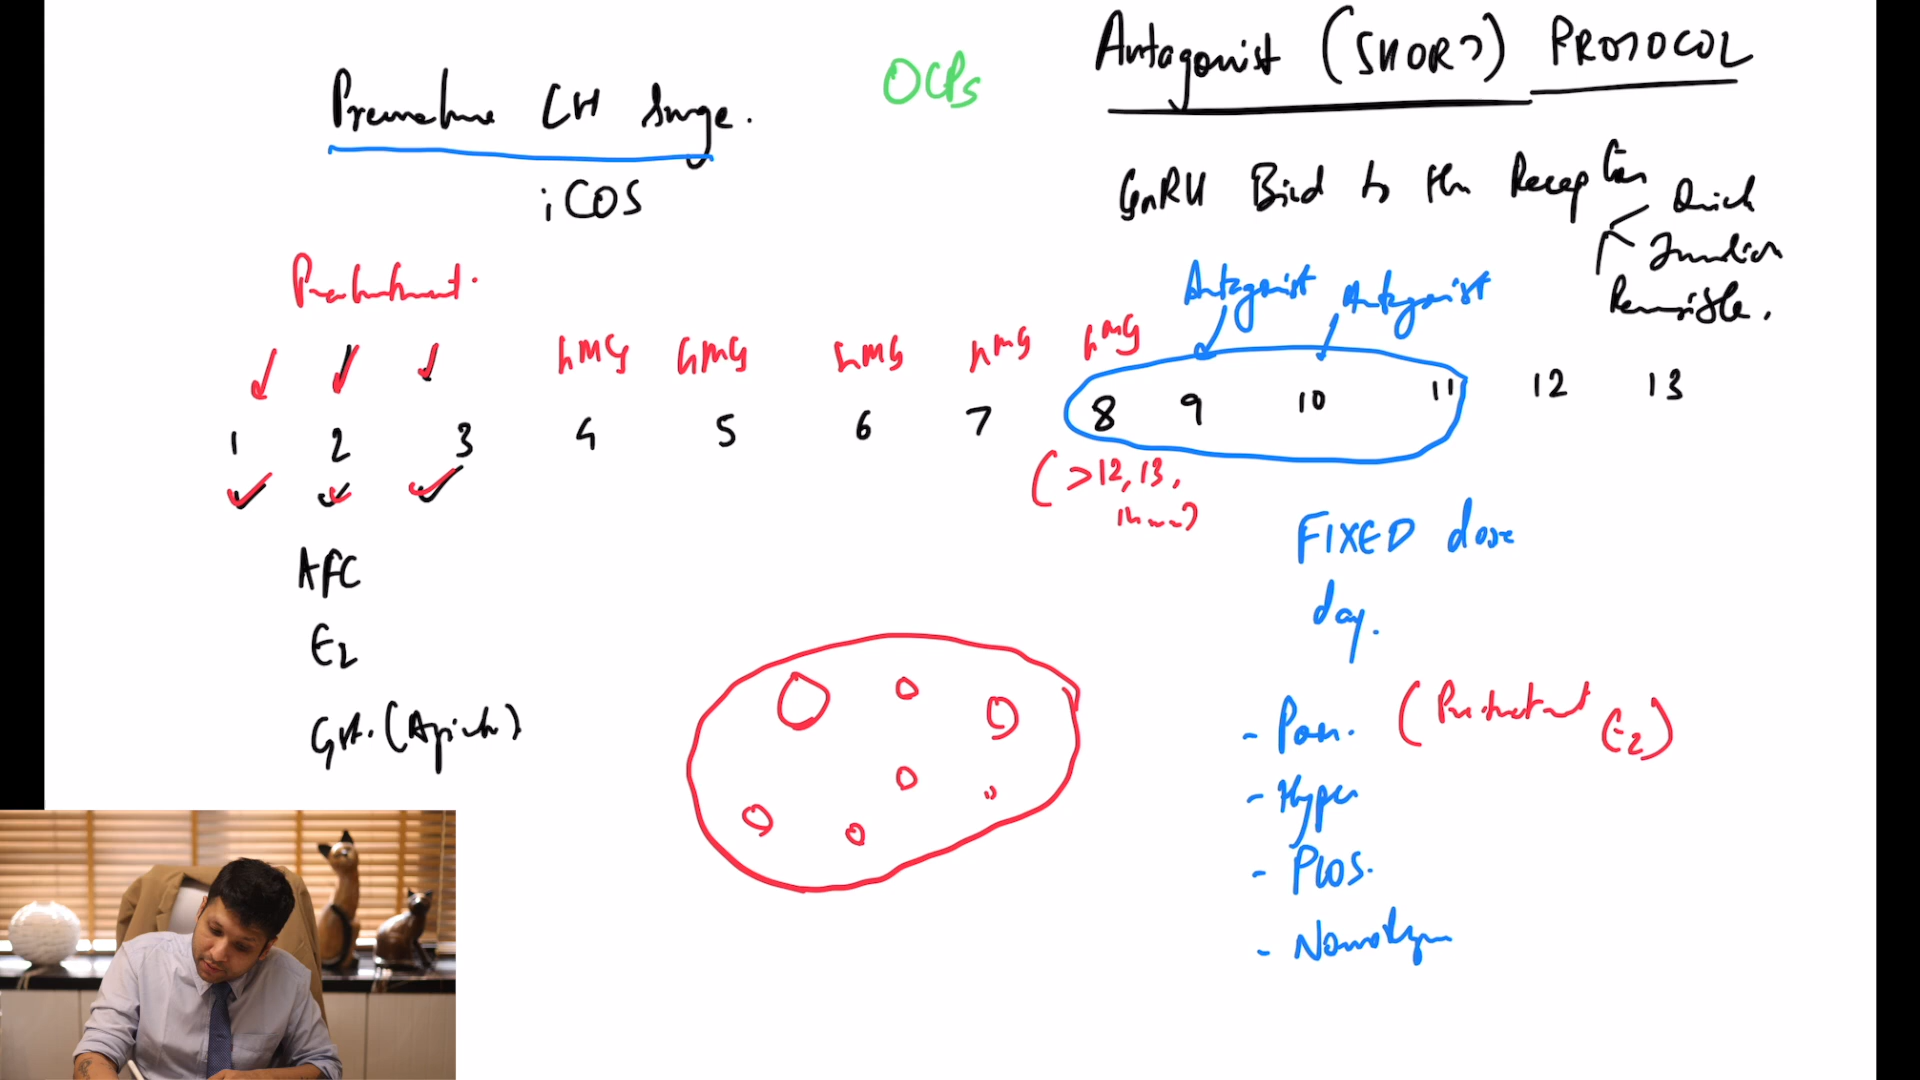 Antagonist (SHORT) PROTOCOL
Premature LH Surge.
OCPs
iCOS
GnRH Bind to the Receptors
Quick
Reversible.
Pretreatment.
Antagonist Antagonist
hMG hMG hMG hMG hMG
1 2 3 4 5 6 7 8 9 10 11 12 13
(>12, 13,
FIXED dose
day.
AFC
E2
- Poor. (Pretreatment E2)
- Hyper
- PCOS.
-